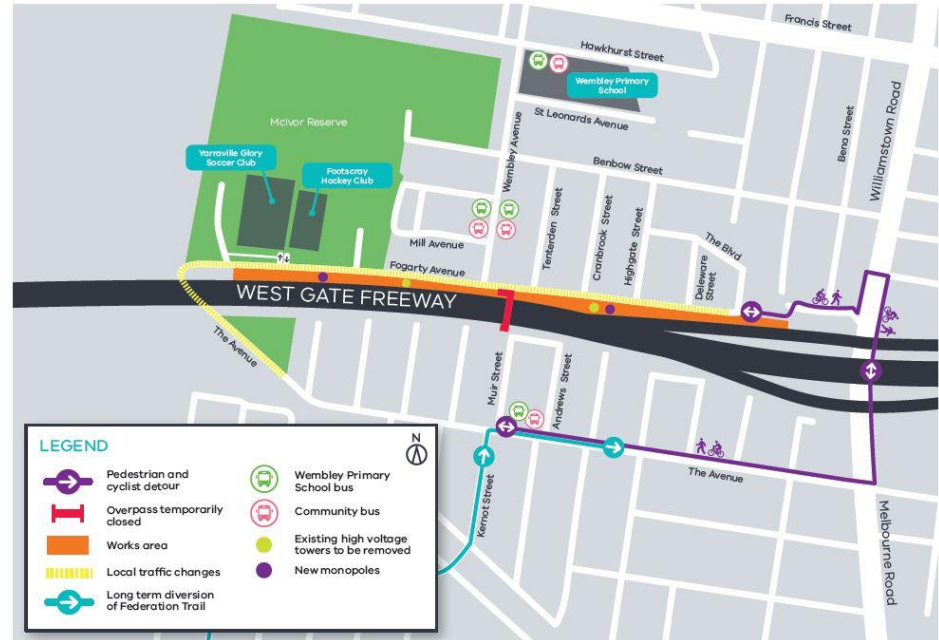 Francis Street
Hawkhurst Street
Wembley Primary
School
St Leonards Avenue
McIvor Reserve
Williamstown Road
Bena Street
Yarraville Glory
Soccer Club
Footscray
Hockey Club
Wembley Avenue
Benbow Street
Tenterden Street
Cranbrook Street
Highgate Street
Mill Avenue
The Blvd
Fogarty Avenue
Deleware
Street
WEST GATE FREEWAY
The Avenue
Muir Street
Andrews Street
The Avenue
Kernot Street
Melbourne Road
LEGEND
N
Pedestrian and
cyclist detour
Overpass temporarily
closed
Works area
Local traffic changes
Long term diversion
of Federation Trail
Wembley Primary
School bus
Community bus
Existing high voltage
towers to be removed
New monopoles